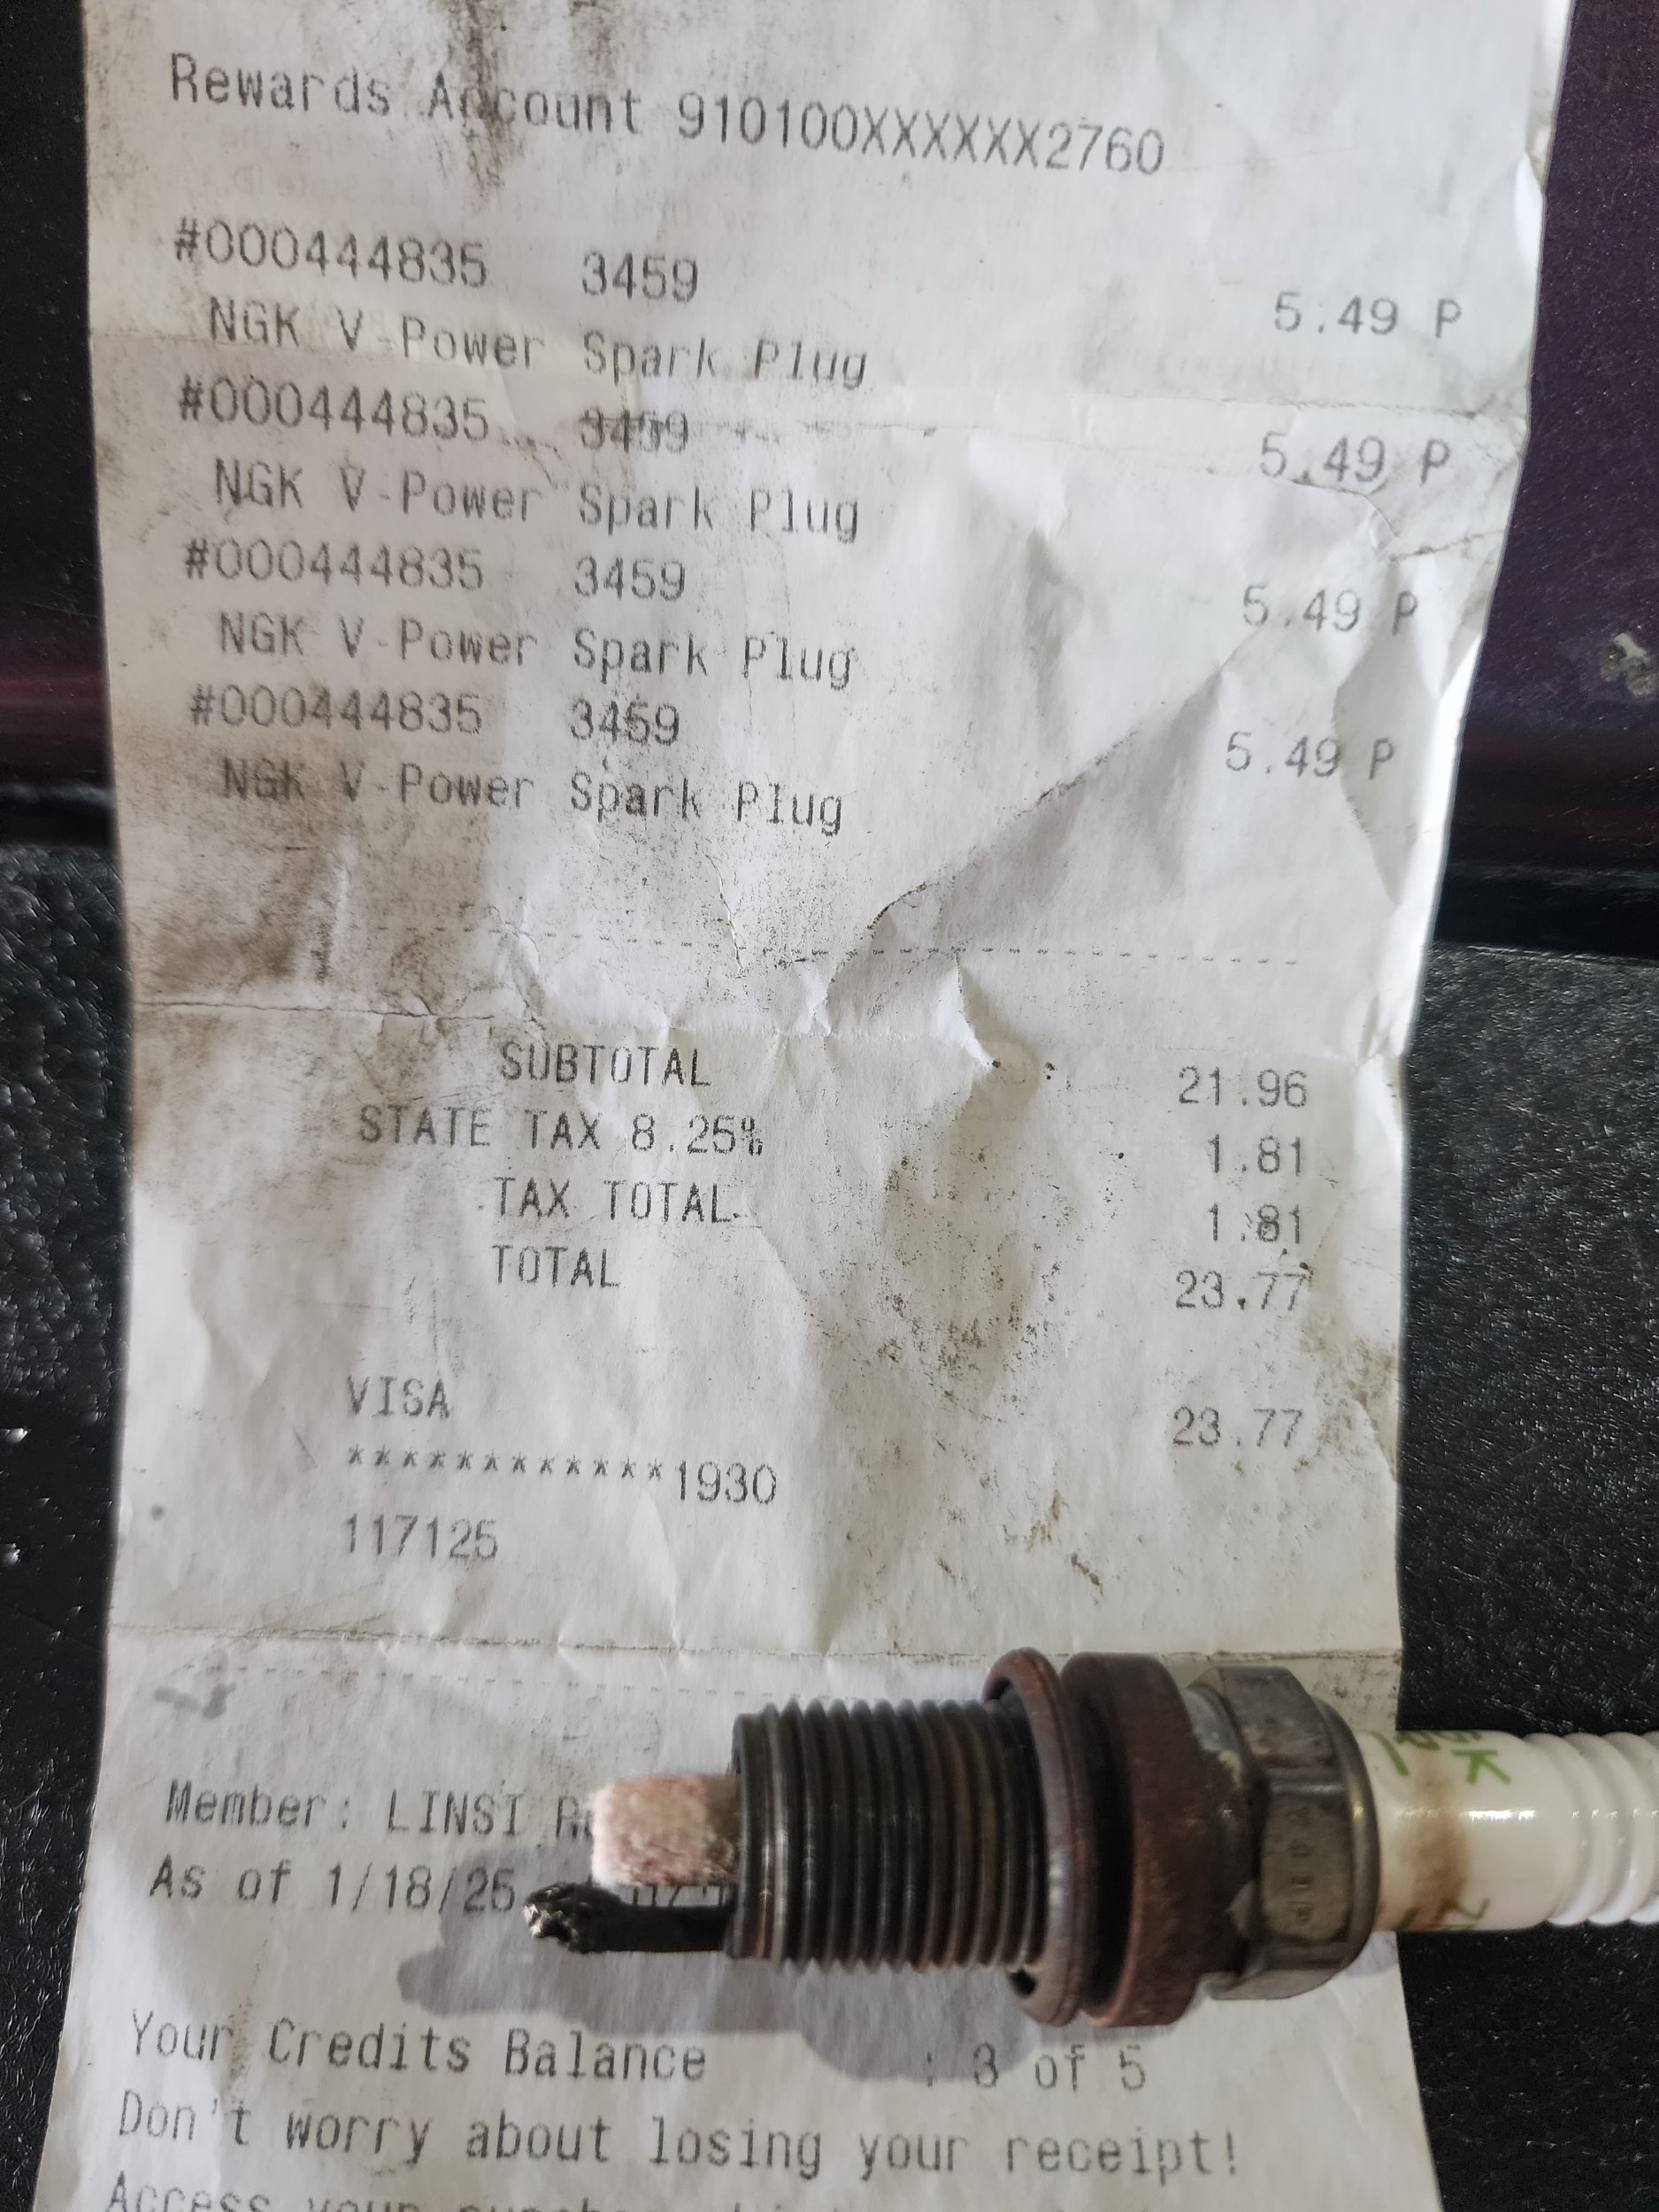 Rewards Account 910100XXXXXX2760
#000444835 3459 5.49 P
NGK V-Power Spark Plug
#000444835 3459 5.49 P
NGK V-Power Spark Plug
#000444835 3459 5.49 P
NGK V-Power Spark Plug
#000444835 3459 5.49 P
NGK V-Power Spark Plug
SUBTOTAL 21.96
STATE TAX 8.25% 1.81
TAX TOTAL 1.81
TOTAL 23.77
VISA 23.77
************1930
117125
Member: LINSI
As of 1/18/25
Your Credits Balance : 3 of 5
Don't worry about losing your receipt!
Access your
NGK